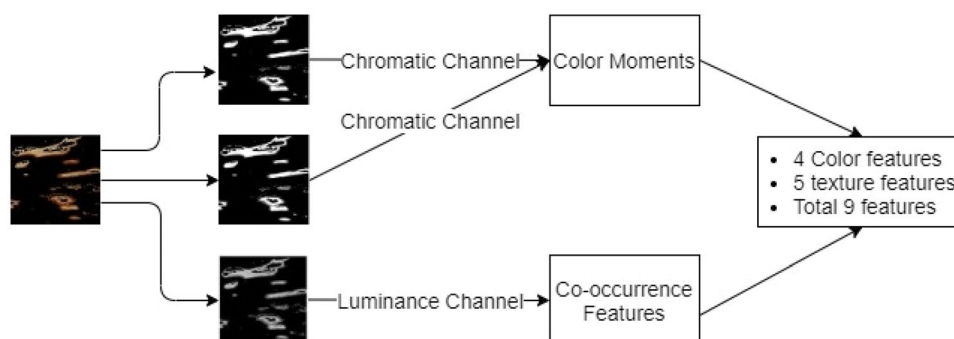 Chromatic Channel
Color Moments
Chromatic Channel
• 4 Color features
• 5 texture features
• Total 9 features
Luminance Channel
Co-occurrence
Features